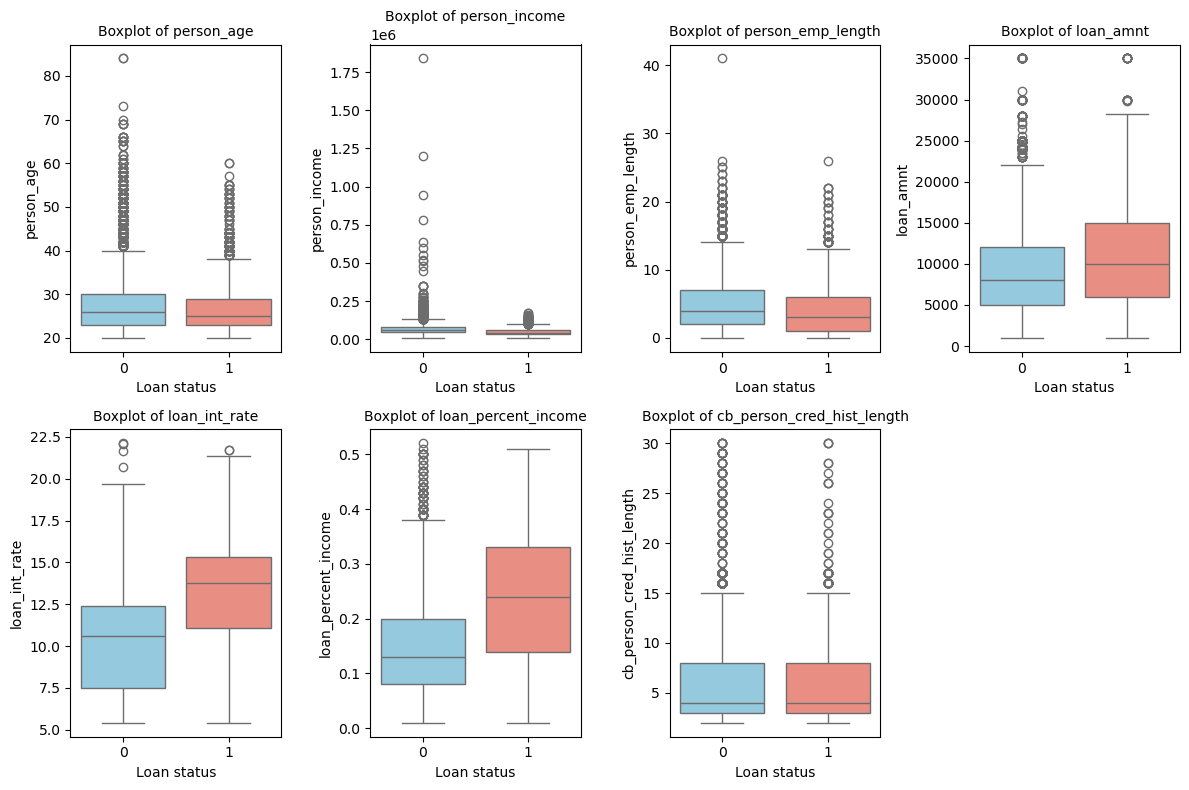 Boxplot of person_age
80
70
60
50
40
30
20
person_age
0 1
Loan status
Boxplot of person_income
1e6
1.75
1.50
1.25
1.00
0.75
0.50
0.25
0.00
person_income
0 1
Loan status
Boxplot of person_emp_length
40
30
20
10
0
person_emp_length
0 1
Loan status
Boxplot of loan_amnt
35000
30000
25000
20000
15000
10000
5000
0
loan_amnt
0 1
Loan status
Boxplot of loan_int_rate
22.5
20.0
17.5
15.0
12.5
10.0
7.5
5.0
loan_int_rate
0 1
Loan status
Boxplot of loan_percent_income
0.5
0.4
0.3
0.2
0.1
0.0
loan_percent_income
0 1
Loan status
Boxplot of cb_person_cred_hist_length
30
25
20
15
10
5
cb_person_cred_hist_length
0 1
Loan status